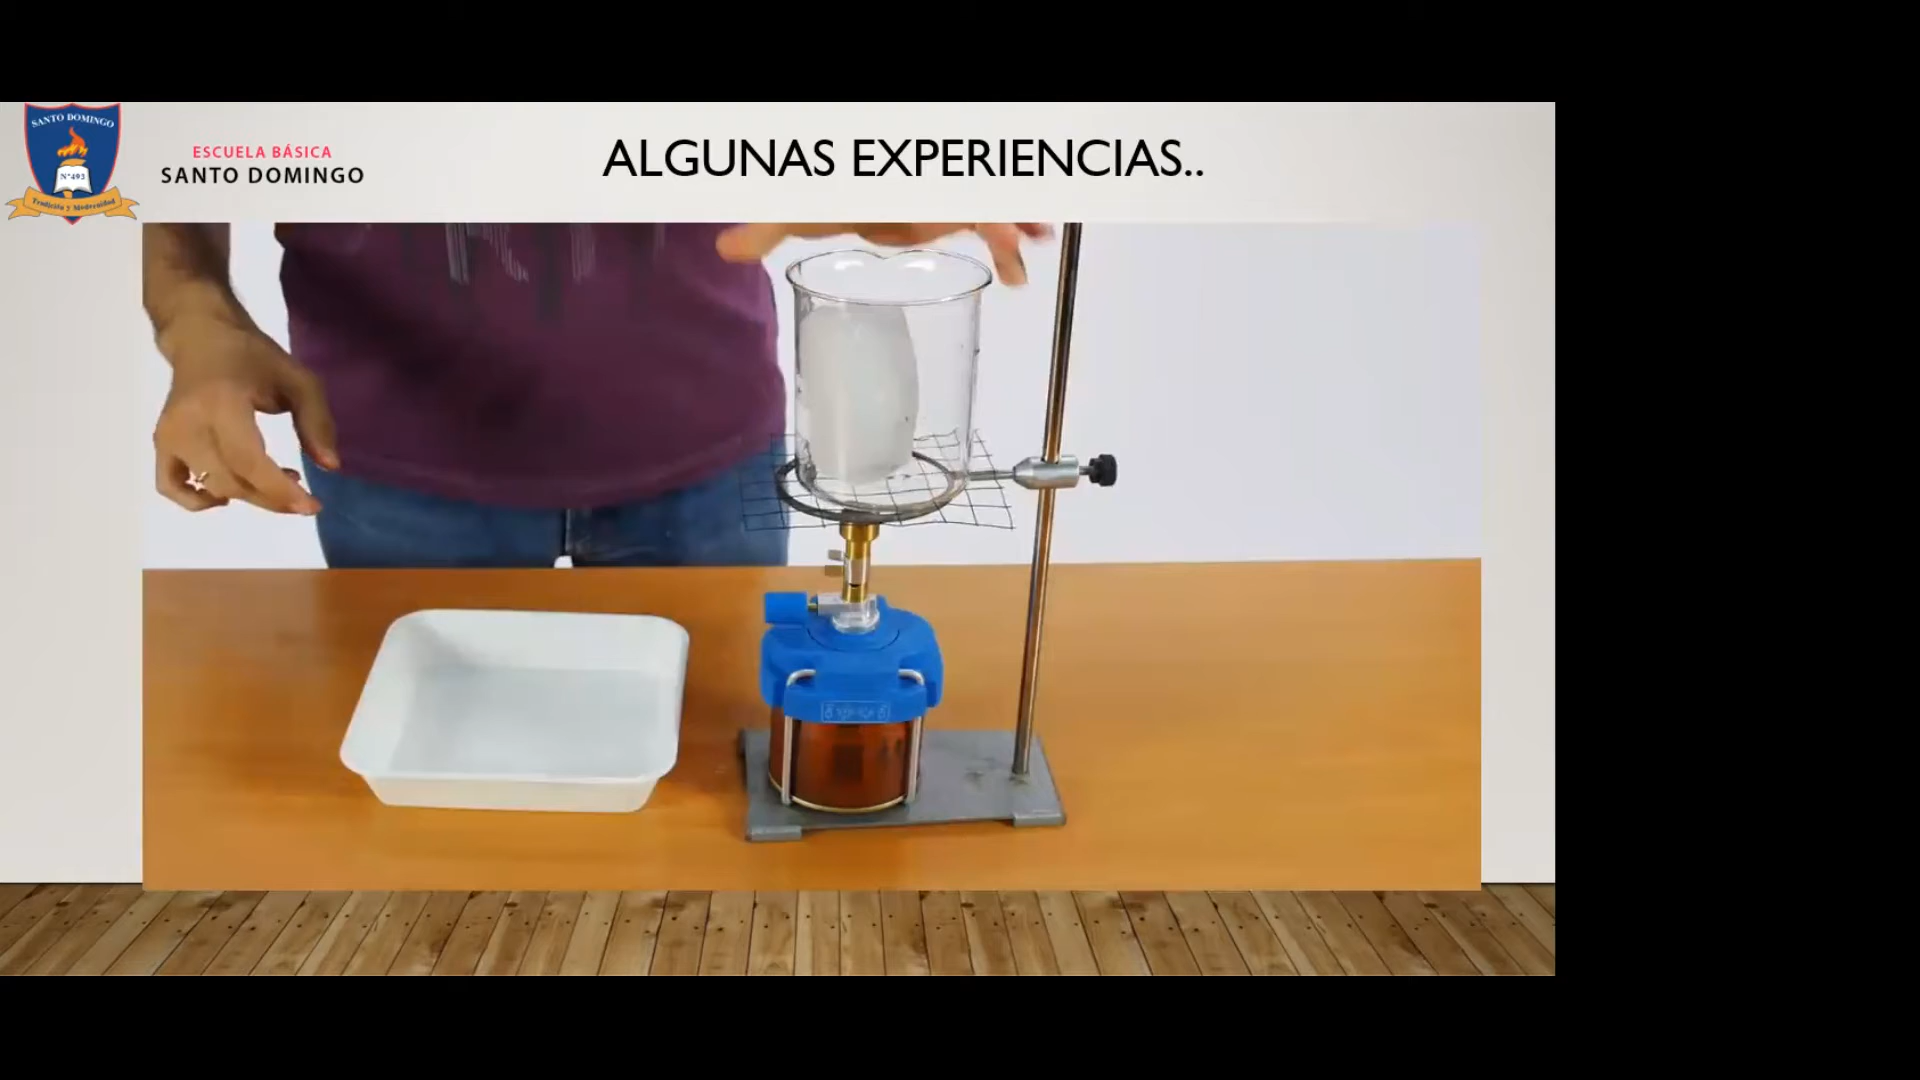 SANTO DOMINGO
N°493
Tradición y Modernidad
ESCUELA BÁSICA
SANTO DOMINGO
ALGUNAS EXPERIENCIAS..